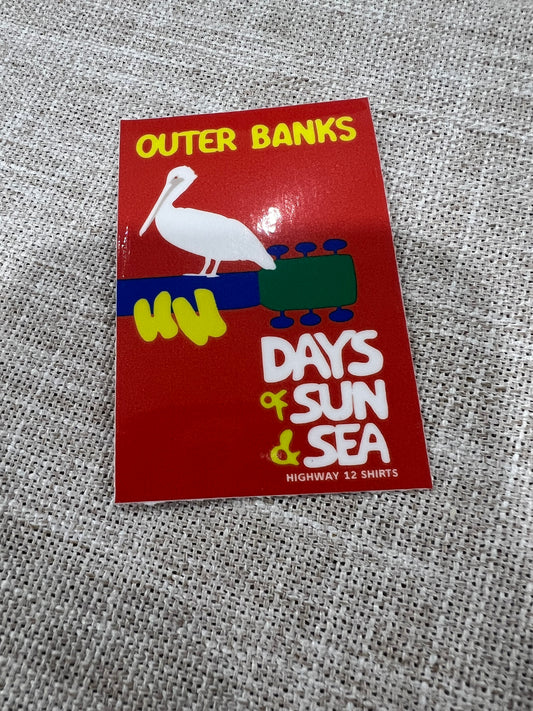 OUTER BANKS
DAYS
of SUN
& SEA
HIGHWAY 12 SHIRTS